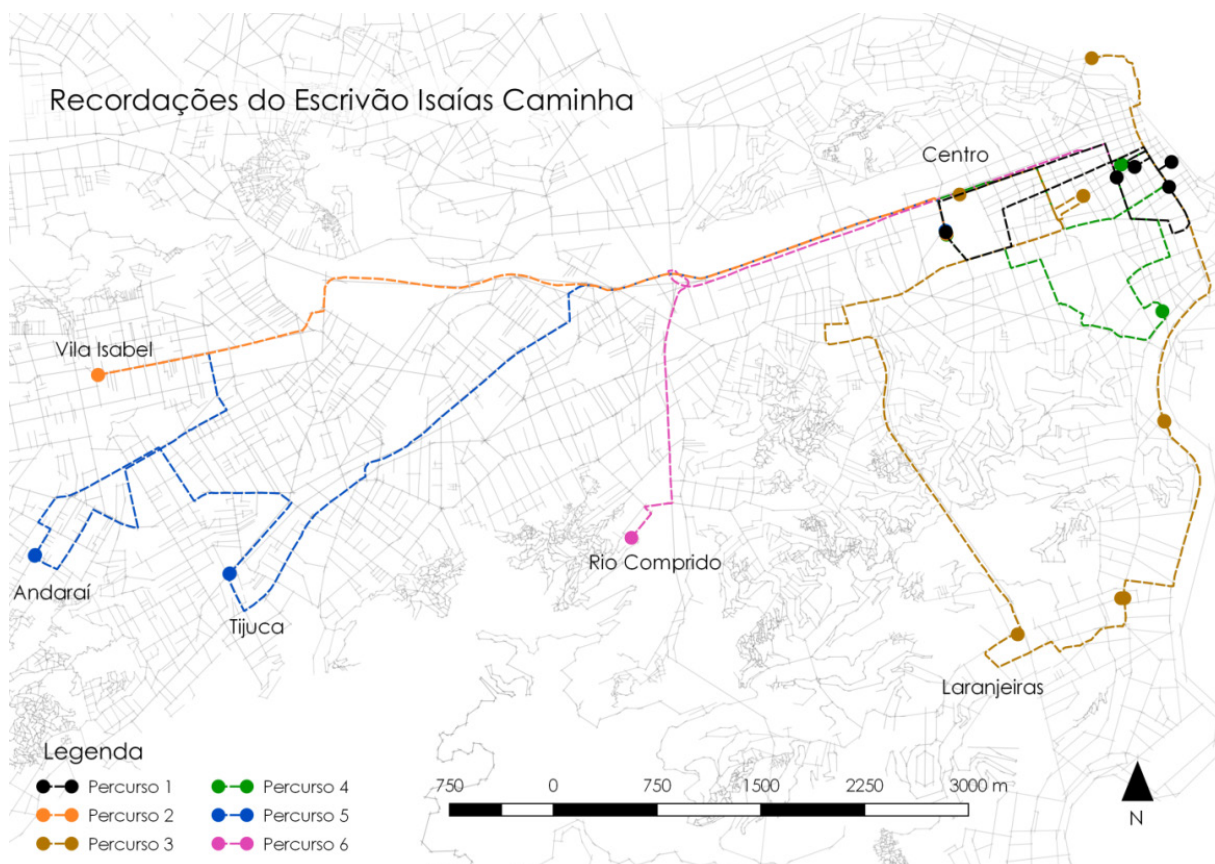 Recordações do Escrivão Isaías Caminha
Centro
Vila Isabel
Rio Comprido
Andaraí
Tijuca
Laranjeiras
Legenda
Percurso 1
Percurso 4
Percurso 2
Percurso 5
Percurso 3
Percurso 6
750 0 750 1500 2250 3000 m
N